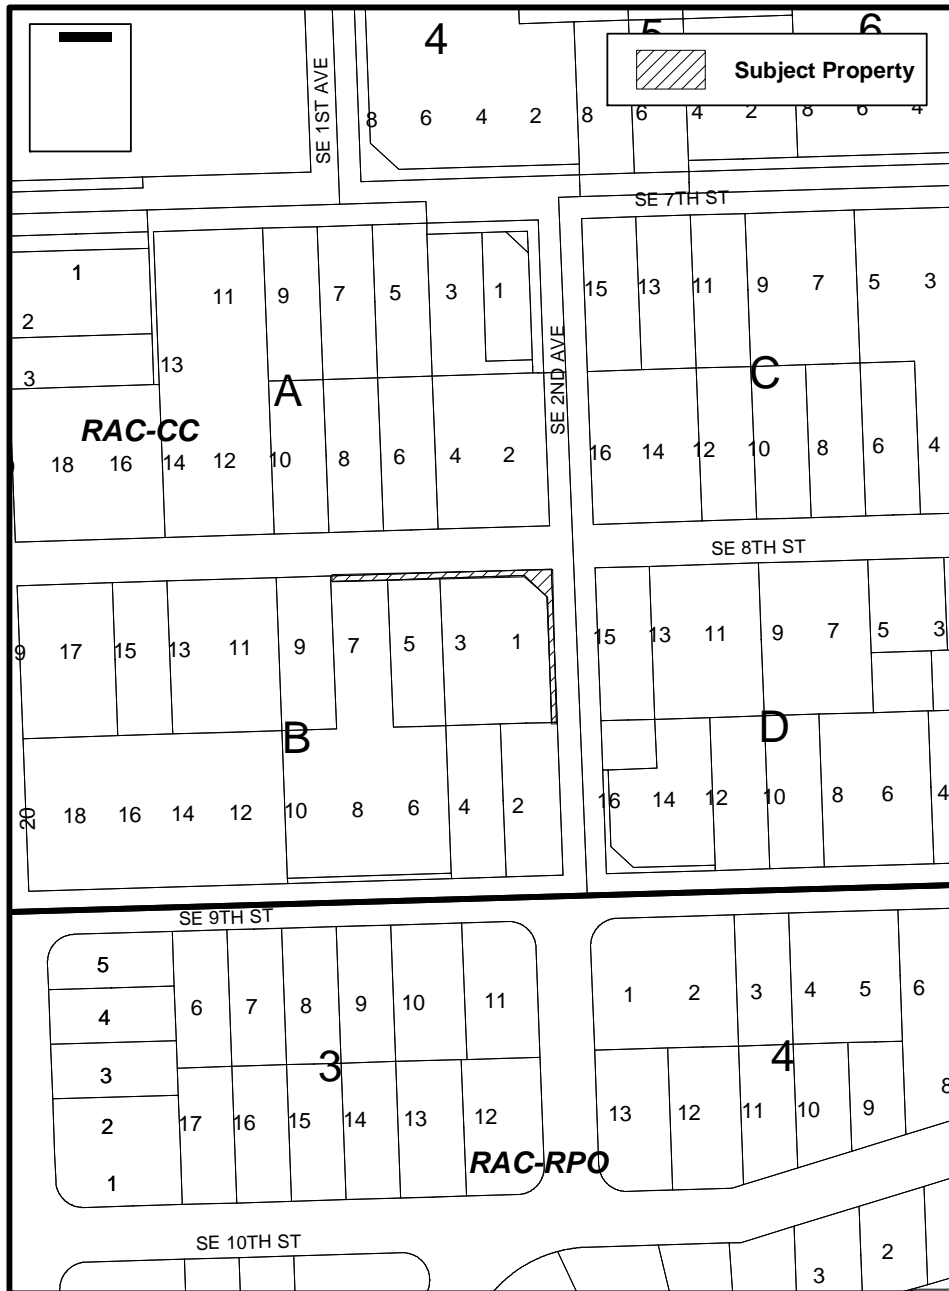 4
5
6
Subject Property
8 6 4 2 8 6 4 2 8 6 4
SE 1ST AVE
SE 7TH ST
1
2
3
11 9 7 5 3 1
13
A
SE 2ND AVE
15 13 11 9 7 5 3
C
RAC-CC
18 16 14 12 10 8 6 4 2
16 14 12 10 8 6 4
SE 8TH ST
9 17 15 13 11 9 7 5 3 1
15 13 11 9 7 5 3
B
D
20 18 16 14 12 10 8 6 4 2
16 14 12 10 8 6 4
SE 9TH ST
5
4
3
2
1
6 7 8 9 10 11
3
17 16 15 14 13 12
1 2 3 4 5 6
4
13 12 11 10 9 8
RAC-RPO
SE 10TH ST
3 2